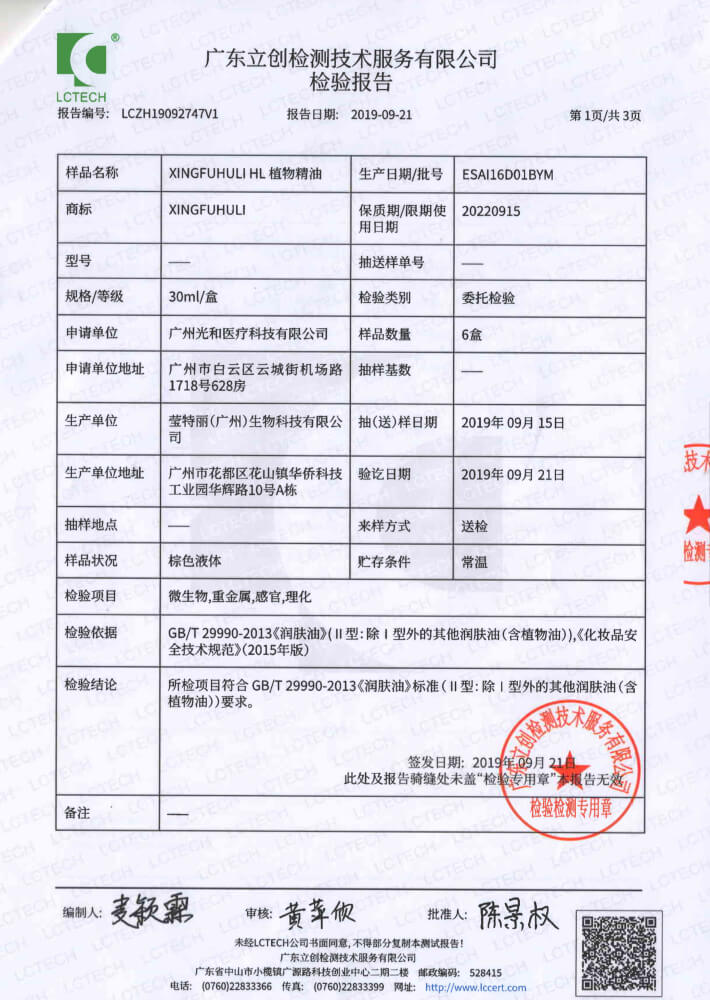 LCTECH
®
广东立创检测技术服务有限公司
检验报告
报告编号: LCZH19092747V1 报告日期: 2019-09-21 第1页/共3页
样品名称 XINGFUHULI HL 植物精油 生产日期/批号 ESAI16D01BYM
商标 XINGFUHULI 保质期/限期使 20220915
用日期
型号 —— 抽送样单号 ——
规格/等级 30ml/盒 检验类别 委托检验
申请单位 广州光和医疗科技有限公司 样品数量 6盒
申请单位地址 广州市白云区云城街机场路 抽样基数 ——
1718号628房
生产单位 莹特丽(广州)生物科技有限公 抽(送)样日期 2019年09月15日
司
生产单位地址 广州市花都区花山镇华侨科技 验讫日期 2019年09月21日
工业园华辉路10号A栋
抽样地点 —— 来样方式 送检
样品状况 棕色液体 贮存条件 常温
检验项目 微生物,重金属,感官,理化
检验依据 GB/T 29990-2013《润肤油》(Ⅱ型:除Ⅰ型外的其他润肤油(含植物油)),《化妆品安
全技术规范》(2015年版)
检验结论 所检项目符合 GB/T 29990-2013《润肤油》标准(Ⅱ型:除Ⅰ型外的其他润肤油(含
植物油))要求。
签发日期: 2019年09月21日
此处及报告骑缝处未盖“检验专用章”本报告无效
广东立创检测技术服务有限公司
检验检测专用章
技术
检测专
备注 ——
编制人: 麦颖霖 审核: 黄苹欣 批准人: 陈景权
未经LCTECH公司书面同意,不得部分复制本测试报告!
广东立创检测技术服务有限公司
广东省中山市小榄镇广源路科技创业中心二期二楼 邮政编码: 528415
电话: (0760)22833366 传真: (0760)22833399 网址: http://www.lccert.com